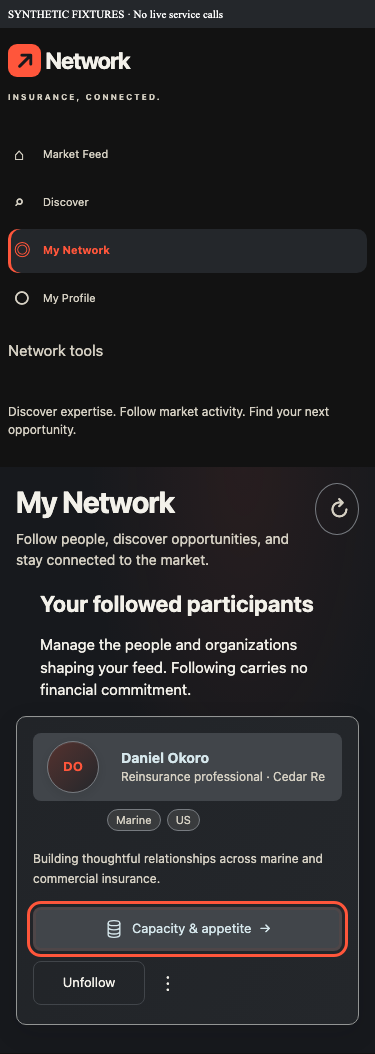 SYNTHETIC FIXTURES · No live service calls
Network
INSURANCE, CONNECTED.
Market Feed
Discover
My Network
My Profile
Network tools
Discover expertise. Follow market activity. Find your next
opportunity.
My Network
Follow people, discover opportunities, and
stay connected to the market.
Your followed participants
Manage the people and organizations
shaping your feed. Following carries no
financial commitment.
DO
Daniel Okoro
Reinsurance professional · Cedar Re
Marine
US
Building thoughtful relationships across marine and
commercial insurance.
Capacity & appetite →
Unfollow